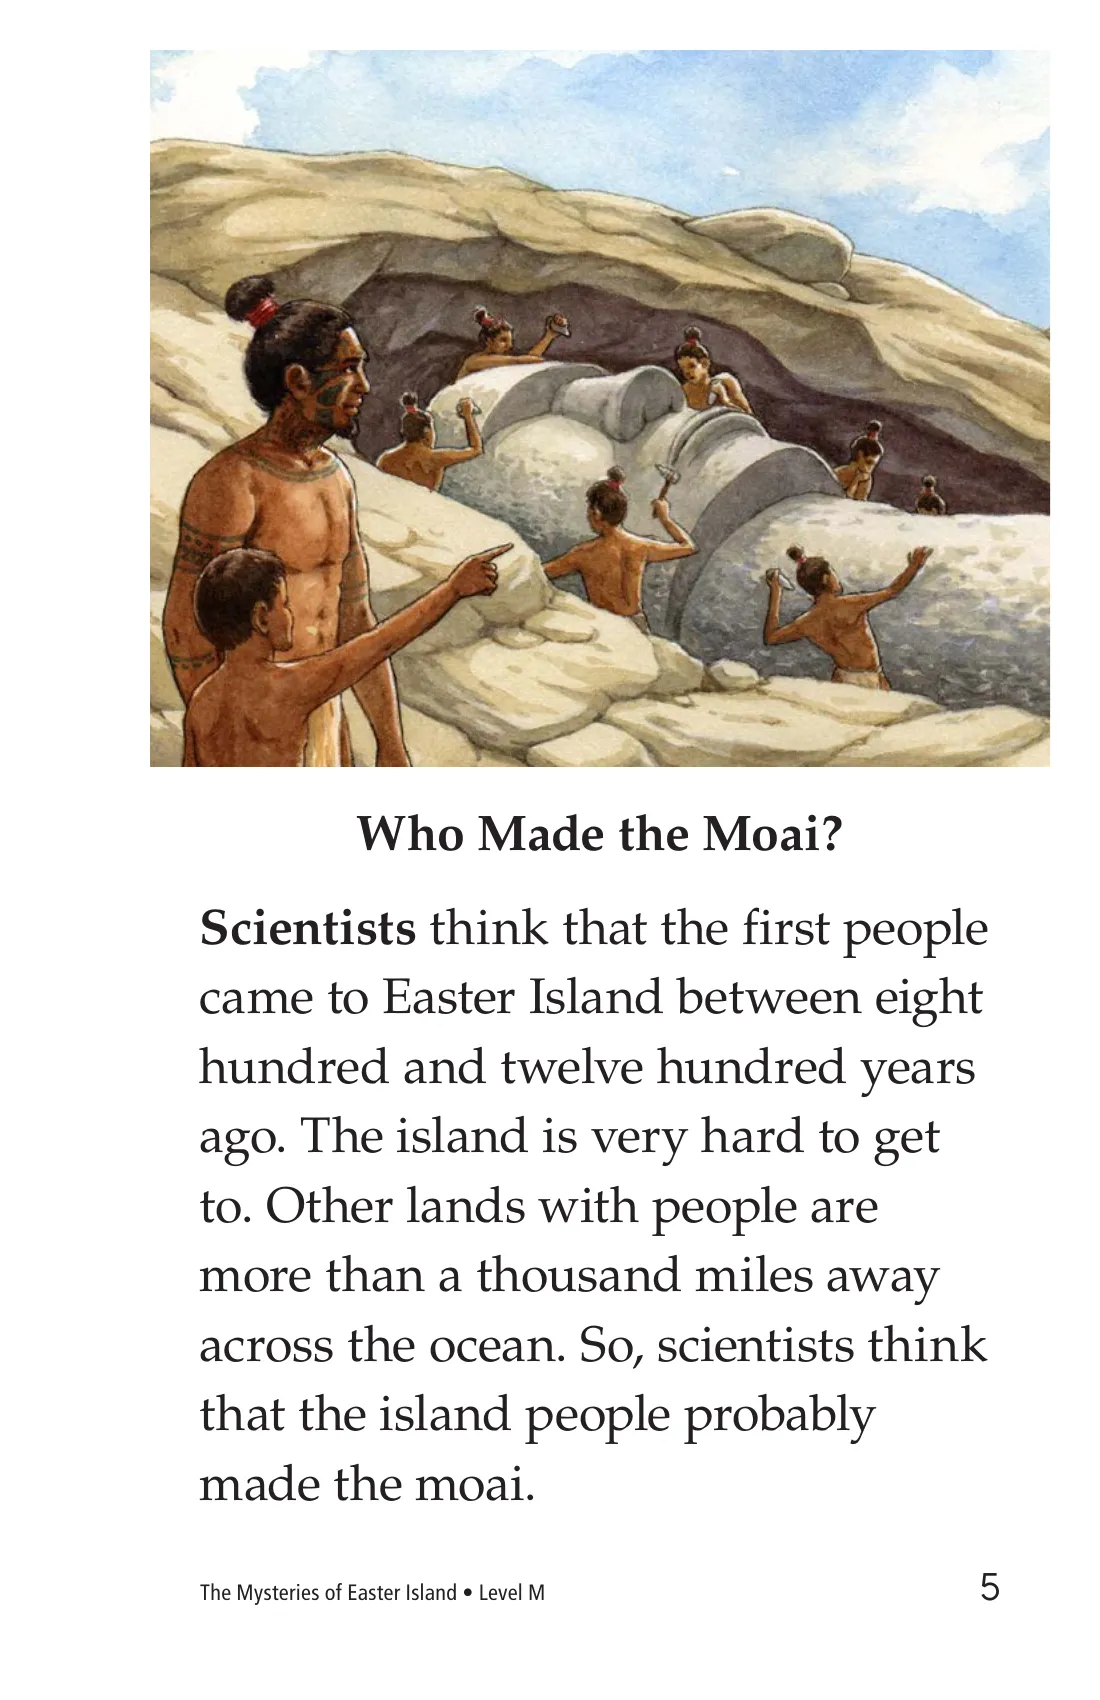 Who Made the Moai?
Scientists think that the first people
came to Easter Island between eight
hundred and twelve hundred years
ago. The island is very hard to get
to. Other lands with people are
more than a thousand miles away
across the ocean. So, scientists think
that the island people probably
made the moai.
The Mysteries of Easter Island • Level M
5